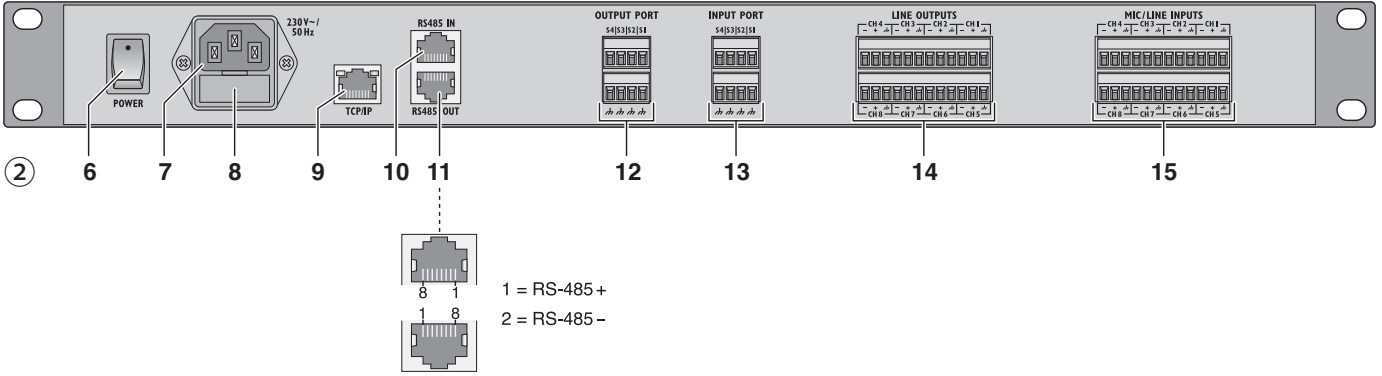 RS485 IN
OUTPUT PORT
INPUT PORT
LINE OUTPUTS
MIC/LINE INPUTS
230 V~/
50 Hz
S4|S3|S2|S1
S4|S3|S2|S1
CH 4 CH 3 CH 2 CH 1
- + - + - + - +
CH 4 CH 3 CH 2 CH 1
- + - + - + - +
POWER
TCP/IP
RS485 OUT
- + - + - + - +
CH 8 CH 7 CH 6 CH 5
- + - + - + - +
CH 8 CH 7 CH 6 CH 5
② 6 7 8 9 10 11 12 13 14 15
8 1
1 = RS-485 +
1 8
2 = RS-485 –